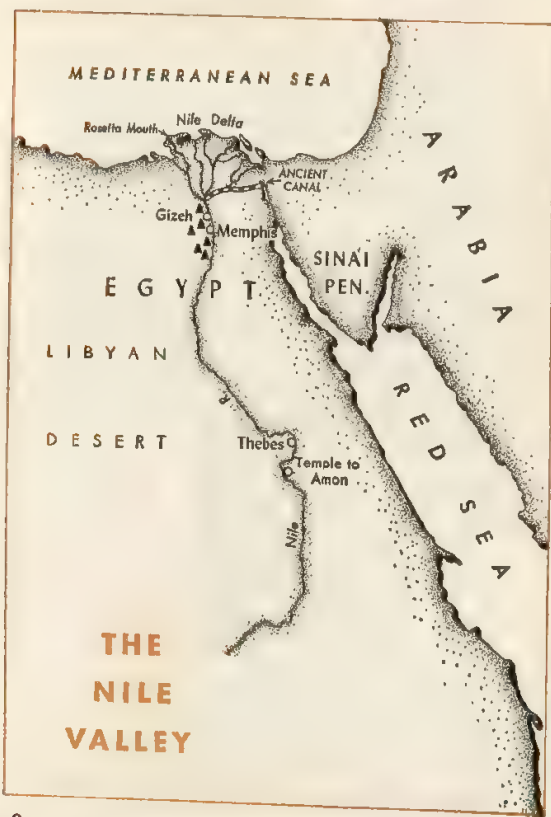 MEDITERRANEAN SEA
Nile Delta
Rosetta Mouth
ANCIENT
CANAL
Gizeh
Memphis
SINAI
PEN.
ARABIA
EGYPT
LIBYAN
DESERT
R.
RED SEA
Thebes
Temple to
Amon
Nile
THE
NILE
VALLEY